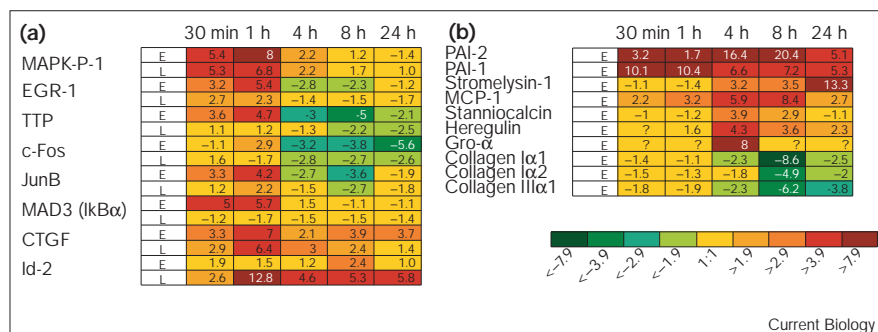 (a) 30 min 1 h 4 h 8 h 24 h
MAPK-P-1 E 5.4 8 2.2 1.2 −1.4
L 5.3 6.8 2.2 1.7 1.0
EGR-1 E 3.2 5.4 −2.8 −2.3 −1.2
L 2.7 2.3 −1.4 −1.5 −1.7
TTP E 3.6 4.7 -3 -5 −2.1
L 1.1 1.2 −1.3 −2.2 −2.5
c-Fos E −1.1 2.9 −3.2 −3.8 −5.6
L 1.6 −1.7 −2.8 −2.7 −2.6
JunB E 3.3 4.2 −2.7 −3.6 −1.9
L 1.2 2.2 −1.5 −2.7 −1.8
MAD3 (IkBα) E 5 5.7 1.5 −1.1 −1.1
L −1.2 −1.7 −1.5 −1.5 −1.4
CTGF E 3.3 7 2.1 3.9 3.7
L 2.9 6.4 3 2.4 1.4
Id-2 E 1.9 1.5 1.2 2.4 1.0
L 2.6 12.8 4.6 5.3 5.8
(b) 30 min 1 h 4 h 8 h 24 h
PAI-2 E 3.2 1.7 16.4 20.4 5.1
PAI-1 E 10.1 10.4 6.6 7.2 5.3
Stromelysin-1 E −1.1 −1.4 3.2 3.5 13.3
MCP-1 E 2.2 3.2 5.9 8.4 2.7
Stanniocalcin E −1 −1.2 3.9 2.9 −1.1
Heregulin E ? 1.6 4.3 3.6 2.3
Gro-α E ? ? 8 ? ?
Collagen Iα1 E −1.4 −1.1 −2.3 −8.6 −2.5
Collagen Iα2 E −1.5 −1.3 −1.8 −4.9 −2
Collagen IIIα1 E −1.8 −1.9 −2.3 −6.2 −3.8
<−7.9 <−3.9 <−2.9 <−1.9 1:1 >1.9 >2.9 >3.9 >7.9
Current Biology